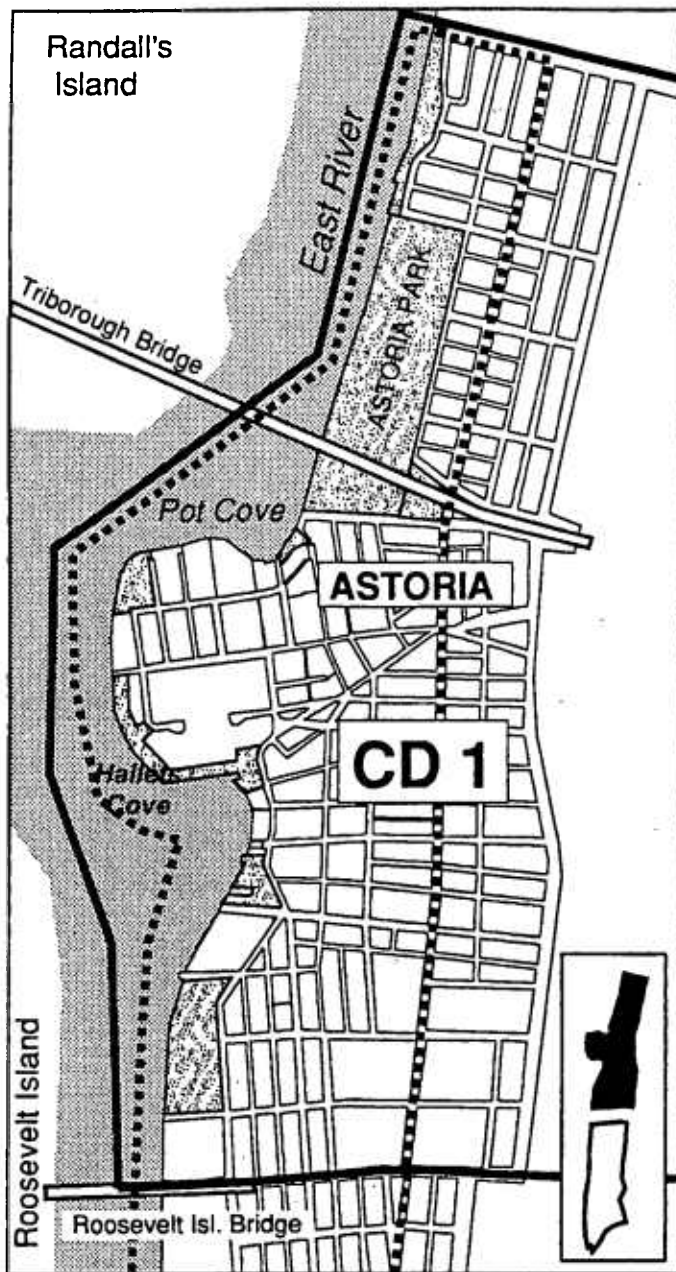 Randall's
Island
East River
Triborough Bridge
ASTORIA PARK
Pot Cove
ASTORIA
CD 1
Hallets
Cove
Roosevelt Island
Roosevelt Isl. Bridge